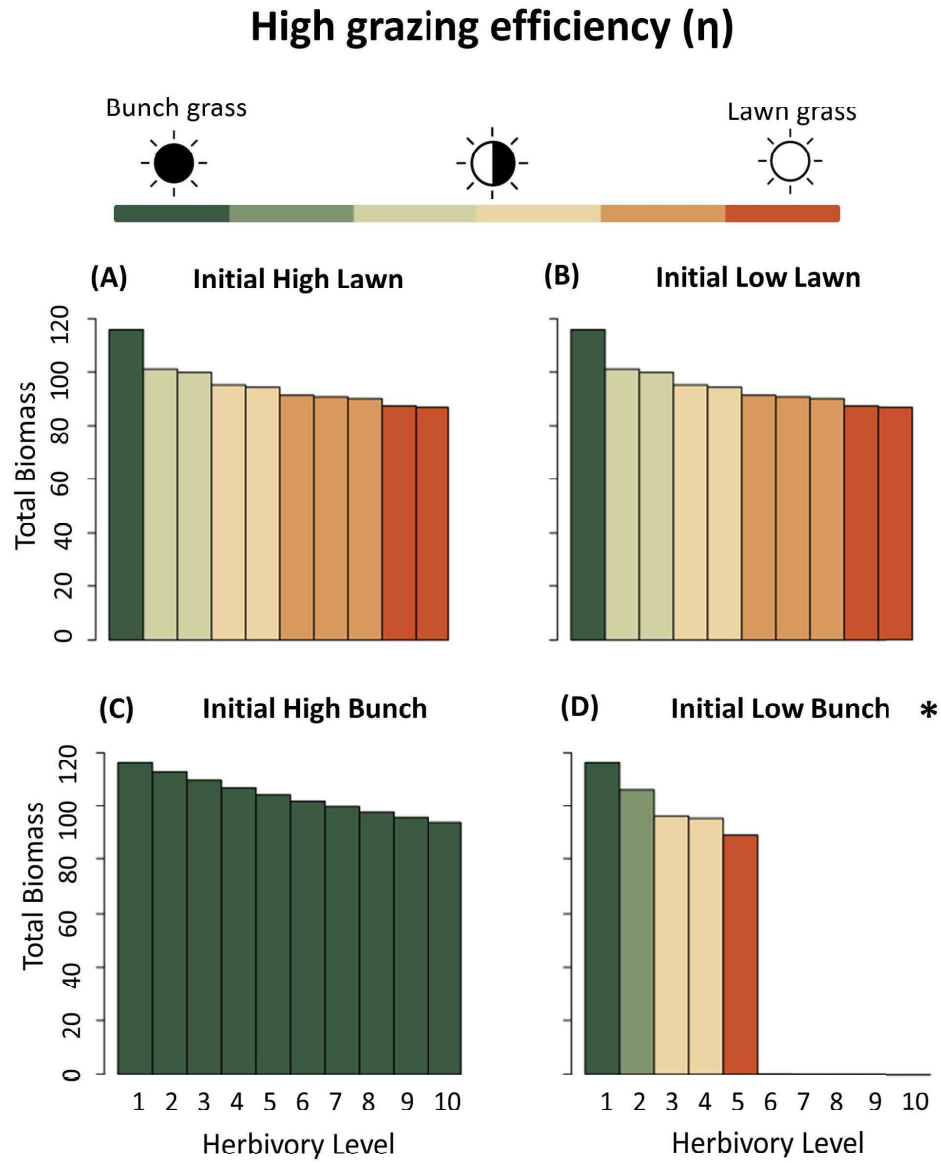 High grazing efficiency (η)
Bunch grass
Lawn grass
(A) Initial High Lawn
(B) Initial Low Lawn
Total Biomass
120
100
80
60
40
20
0
(C) Initial High Bunch
(D) Initial Low Bunch *
Total Biomass
120
100
80
60
40
20
0
1 2 3 4 5 6 7 8 9 10
1 2 3 4 5 6 7 8 9 10
Herbivory Level
Herbivory Level